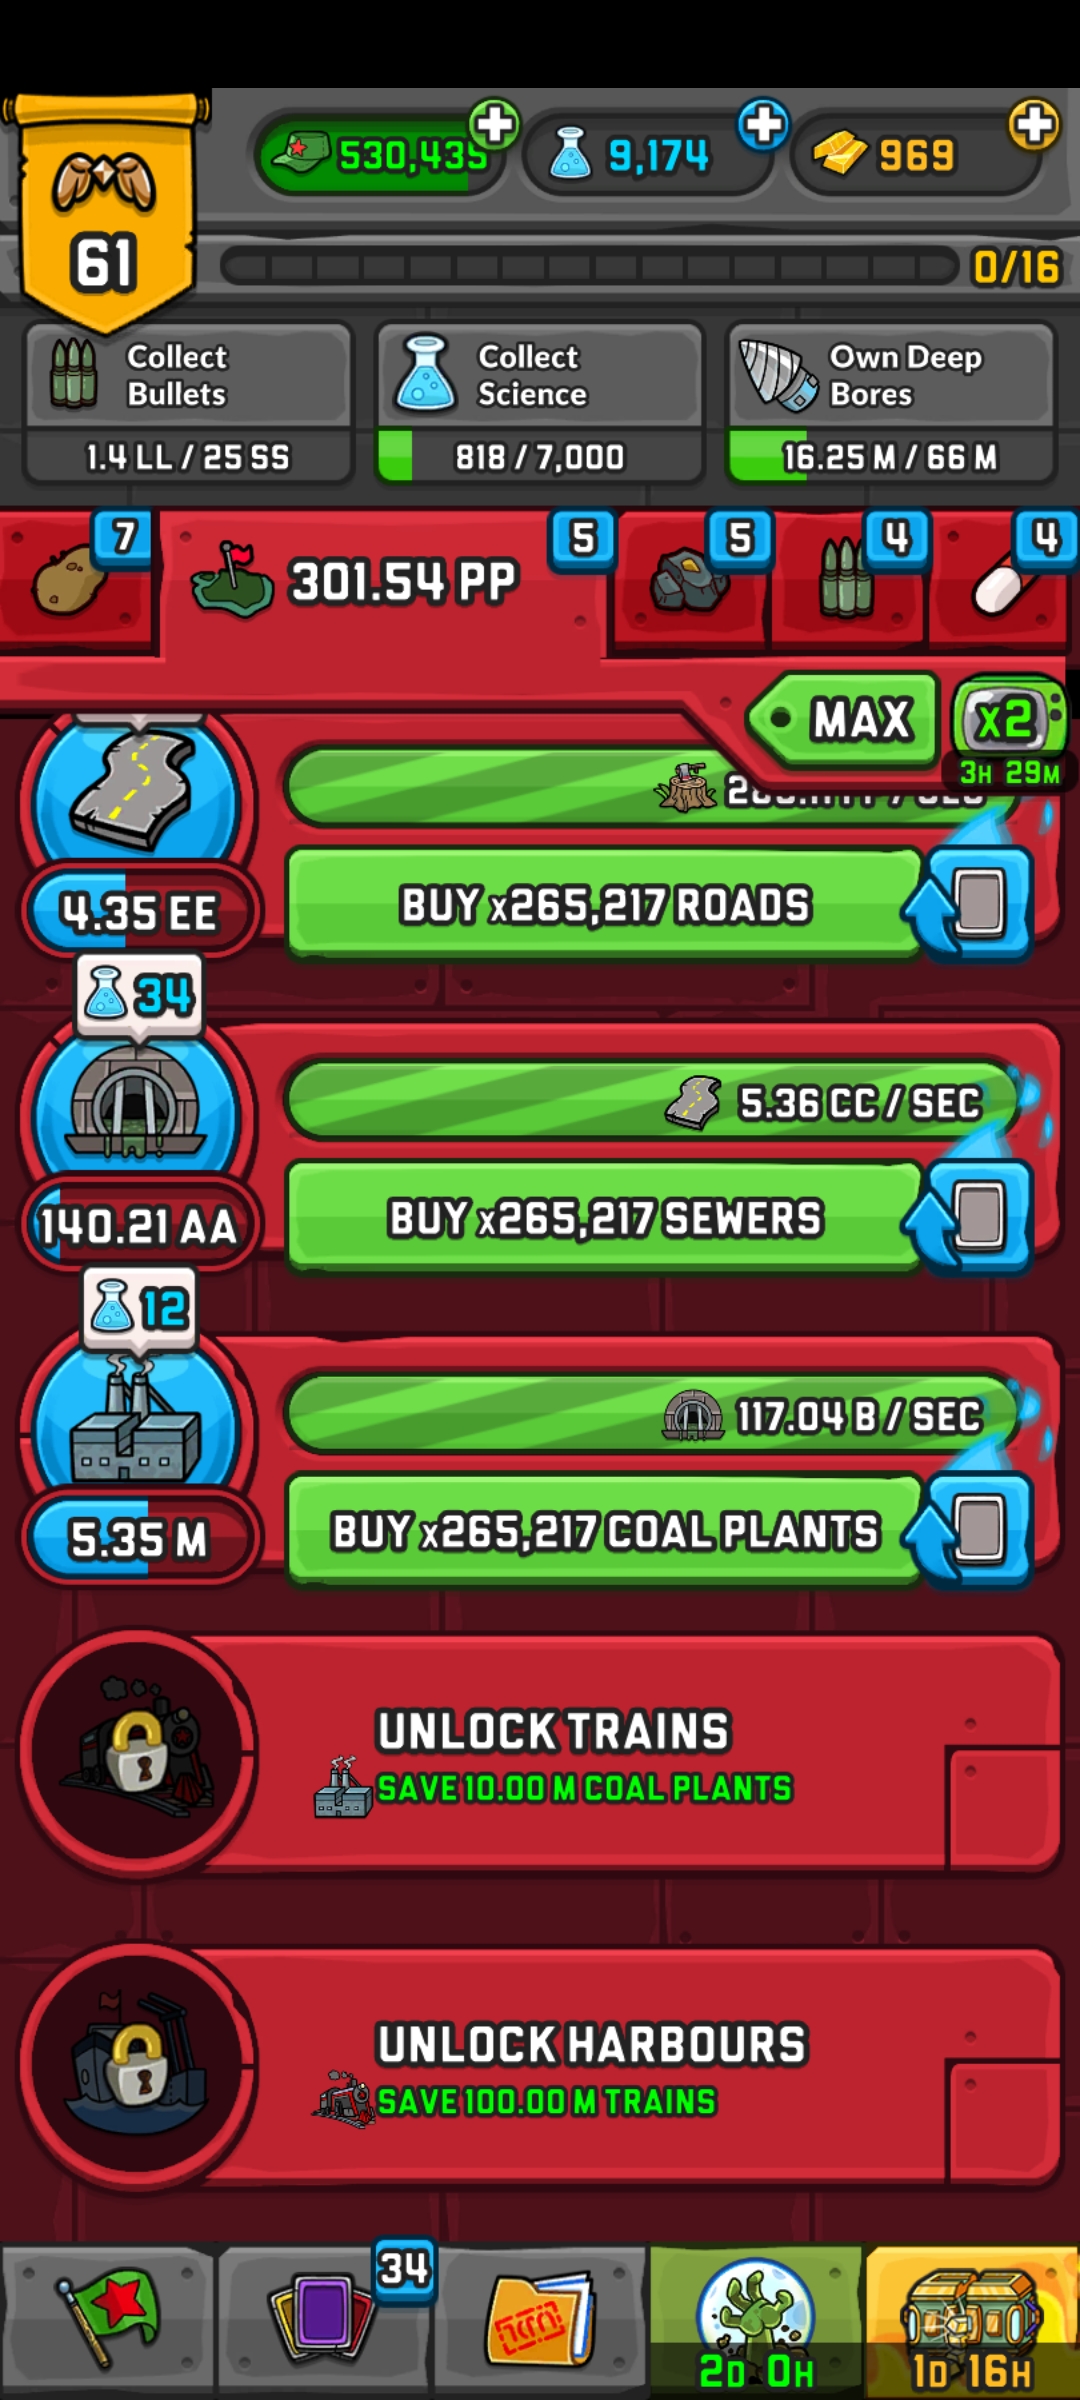 530,435
9,174
969
61
0/16
Collect
Bullets
1.4 LL / 25 SS
Collect
Science
818 / 7,000
Own Deep
Bores
16.25 M / 66 M
7
301.54 PP
5
5
4
4
MAX
x2
3H 29M
/ SEC
4.35 EE
BUY x265,217 ROADS
34
5.36 CC / SEC
140.21 AA
BUY x265,217 SEWERS
12
117.04 B / SEC
5.35 M
BUY x265,217 COAL PLANTS
UNLOCK TRAINS
SAVE 10.00 M COAL PLANTS
UNLOCK HARBOURS
SAVE 100.00 M TRAINS
34
2D 0H
1D 16H